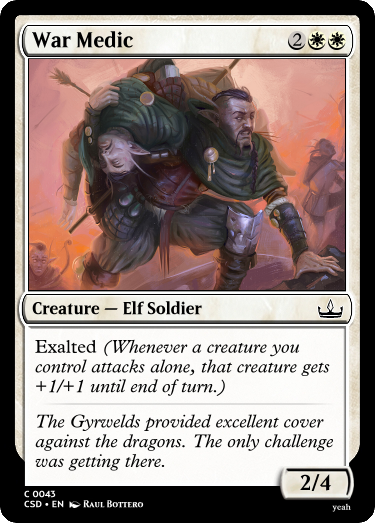 War Medic 2
Creature — Elf Soldier
Exalted (Whenever a creature you
control attacks alone, that creature gets
+1/+1 until end of turn.)
The Gyrwelds provided excellent cover
against the dragons. The only challenge
was getting there.
2/4
C 0043
CSD • EN Raul Bottero
yeah